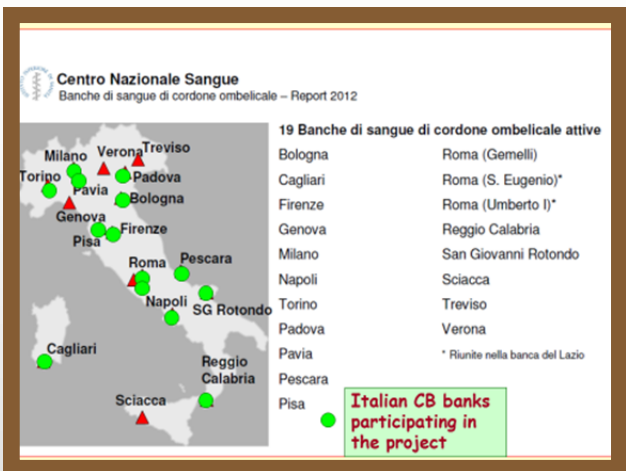 Centro Nazionale Sangue
Banche di sangue di cordone ombelicale – Report 2012
Milano
Verona
Treviso
Torino
Padova
Pavia
Bologna
Genova
Firenze
Pisa
Roma
Pescara
Napoli
SG Rotondo
Cagliari
Reggio
Calabria
Sciacca
19 Banche di sangue di cordone ombelicale attive
Bologna
Cagliari
Firenze
Genova
Milano
Napoli
Torino
Padova
Pavia
Pescara
Pisa
Roma (Gemelli)
Roma (S. Eugenio)*
Roma (Umberto I)*
Reggio Calabria
San Giovanni Rotondo
Sciacca
Treviso
Verona
* Riunite nella banca del Lazio
Italian CB banks
participating in
the project